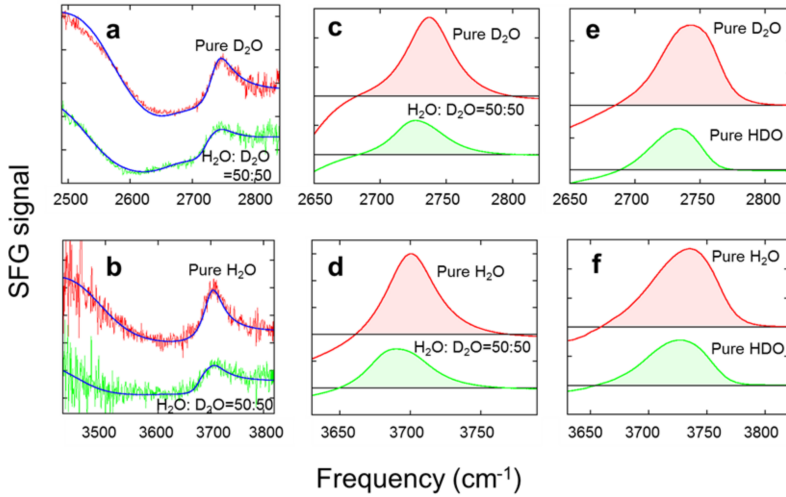 a
Pure D₂O
H₂O: D₂O
=50:50
2500 2600 2700 2800
c
Pure D₂O
H₂O: D₂O=50:50
2650 2700 2750 2800
e
Pure D₂O
Pure HDO
2650 2700 2750 2800
b
Pure H₂O
H₂O: D₂O=50:50
3500 3600 3700 3800
d
Pure H₂O
H₂O: D₂O=50:50
3650 3700 3750
f
Pure H₂O
Pure HDO
3650 3700 3750 3800
SFG signal
Frequency (cm⁻¹)